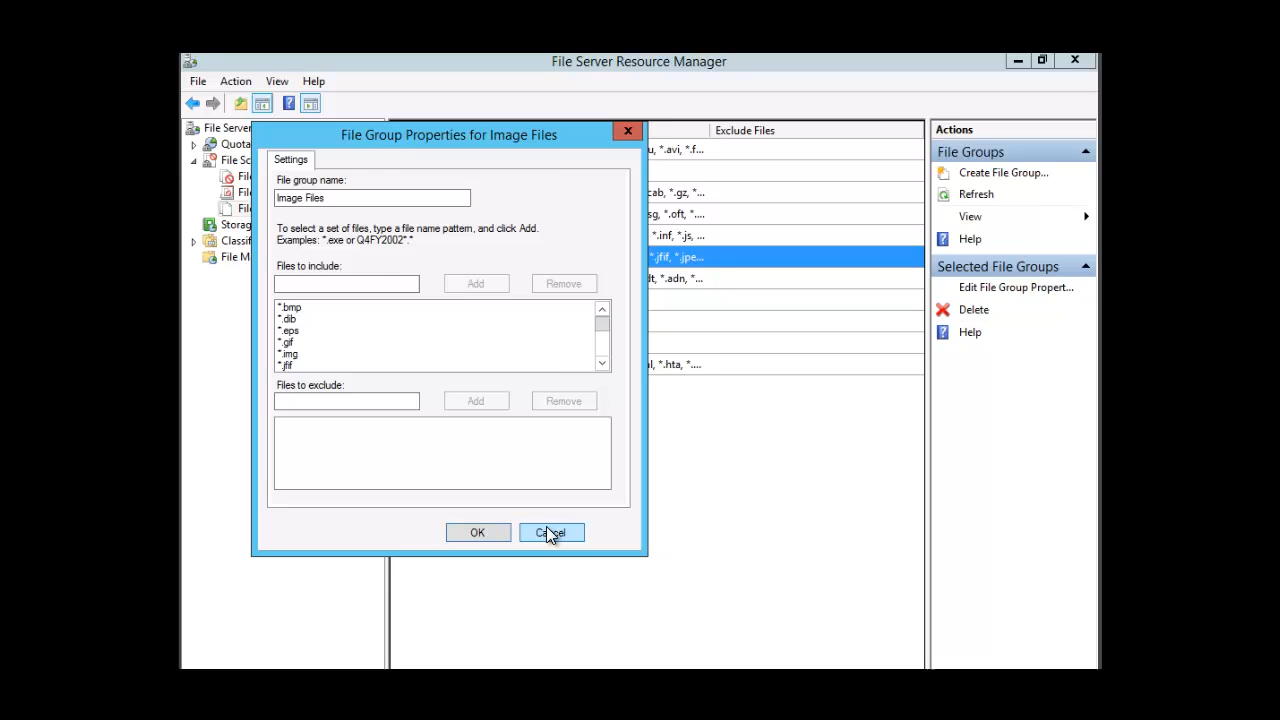 File Server Resource Manager
File Action View Help
File Server
Quota
File Sc
File
File
File
Storag
Classif
File M
File Group Properties for Image Files
Settings
File group name:
Image Files
To select a set of files, type a file name pattern, and click Add.
Examples: *.exe or Q4FY2002*.*
Files to include:
Add Remove
*.bmp
*.dib
*.eps
*.gif
*.img
*.jfif
Files to exclude:
Add Remove
OK Cancel
Exclude Files
u, *.avi, *.f...
cab, *.gz, *...
sg, *.oft, *...
*.inf, *.js, ...
*.jfif, *.jpe...
dt, *.adn, *...
l, *.hta, *....
Actions
File Groups
Create File Group...
Refresh
View
Help
Selected File Groups
Edit File Group Propert...
Delete
Help